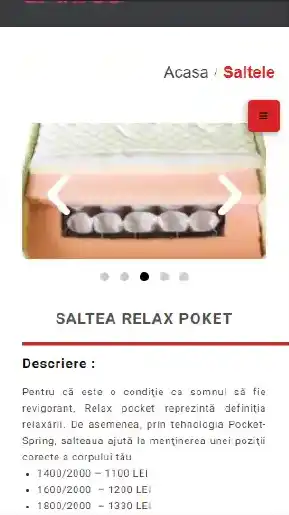 Acasa / Saltele
SALTEA RELAX POKET
Descriere :
Pentru că este o condiție ca somnul să fie
revigorant, Relax pocket reprezintă definiția
relaxării. De asemenea, prin tehnologia Pocket-
Spring, salteaua ajută la menținerea unei poziții
corecte a corpului tău.
1400/2000 – 1100 LEI
1600/2000 – 1200 LEI
1800/2000 – 1330 LEI